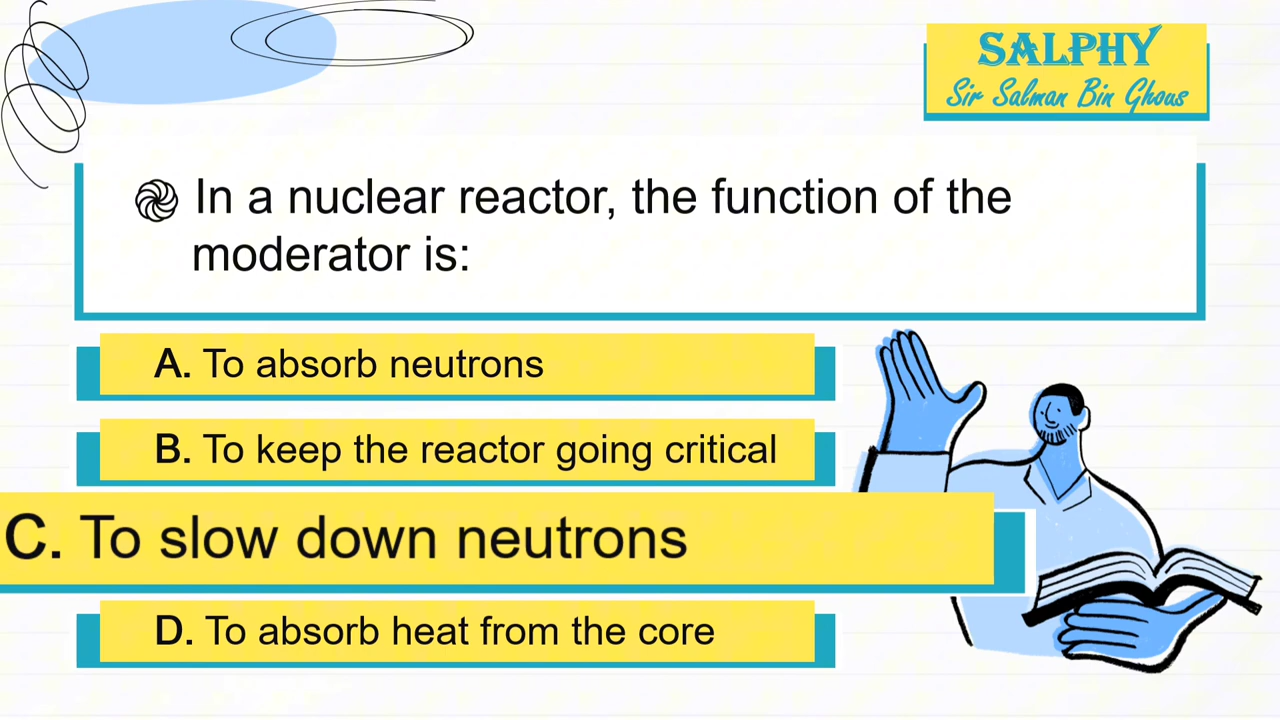 SALPHY
Sir Salman Bin Ghous
In a nuclear reactor, the function of the
moderator is:
A. To absorb neutrons
B. To keep the reactor going critical
C. To slow down neutrons
D. To absorb heat from the core